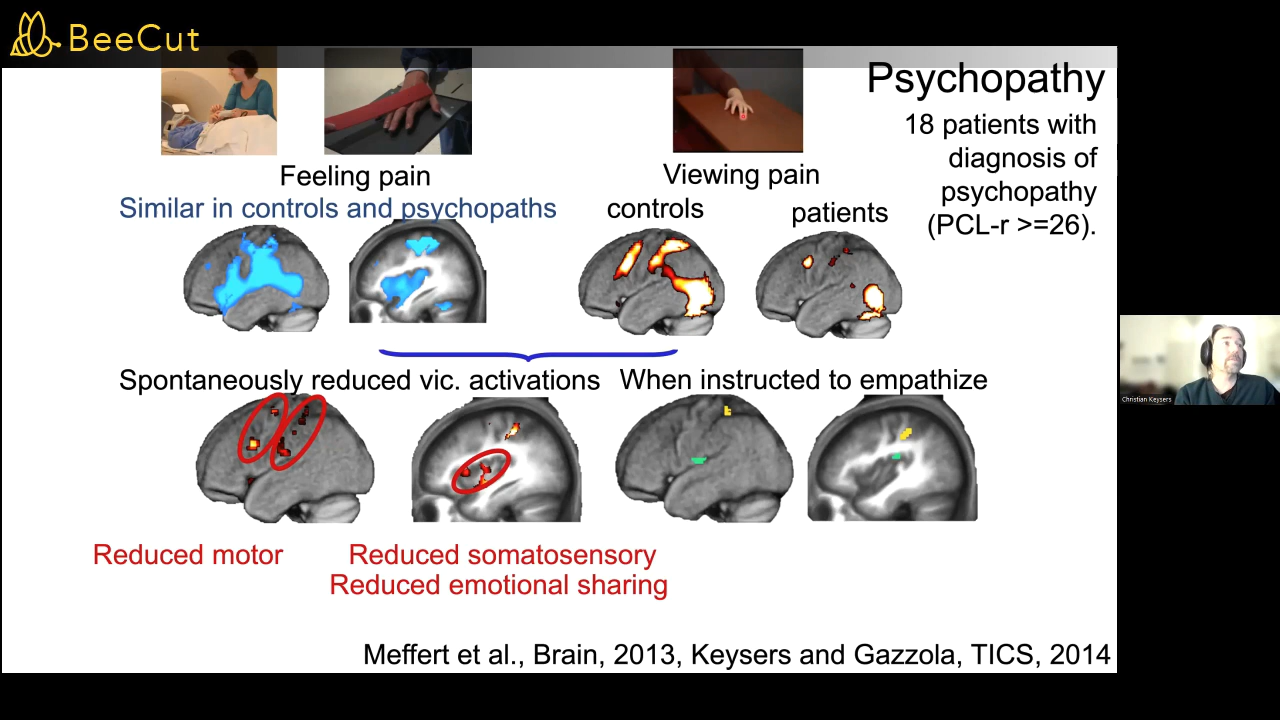 BeeCut
Psychopathy
18 patients with
diagnosis of
psychopathy
(PCL-r >=26).
Feeling pain
Viewing pain
Similar in controls and psychopaths
controls
patients
Spontaneously reduced vic. activations
When instructed to empathize
Reduced motor
Reduced somatosensory
Reduced emotional sharing
Meffert et al., Brain, 2013, Keysers and Gazzola, TICS, 2014
Christian Keysers